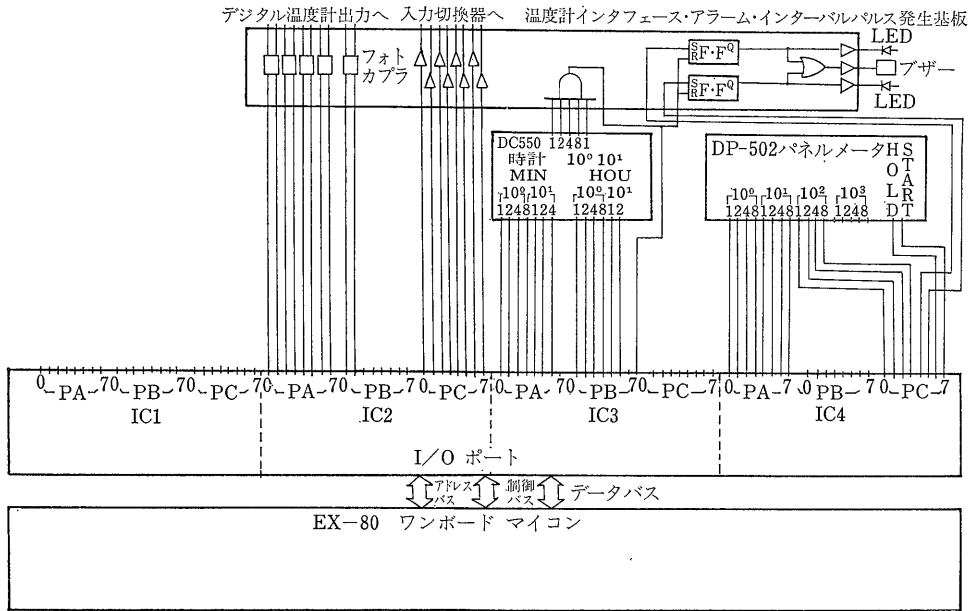 デジタル温度計出力へ 入力切換器へ 温度計インタフェース・アラーム・インターバルパルス発生基板
フォト
カプラ
S R F・F Q
S R F・F Q
LED
ブザー
LED
DC550 12481
時計 10⁰ 10¹
MIN HOU
10⁰ 10¹ 10⁰ 10¹
1248124 124812
DP-502パネルメータ
HOLD
START
10⁰ 10¹ 10² 10³
1248 1248 1248 1248
0 PA 7 0 PB 7 0 PC 7 0 PA 7 0 PB 7 0 PC 7 0 PA 7 0 PB 7 0 PC 7 0 PA 7 0 PB 7 0 PC 7
IC1 IC2 IC3 IC4
I/O ポート
アドレスバス
制御バス
データバス
EX-80 ワンボード マイコン